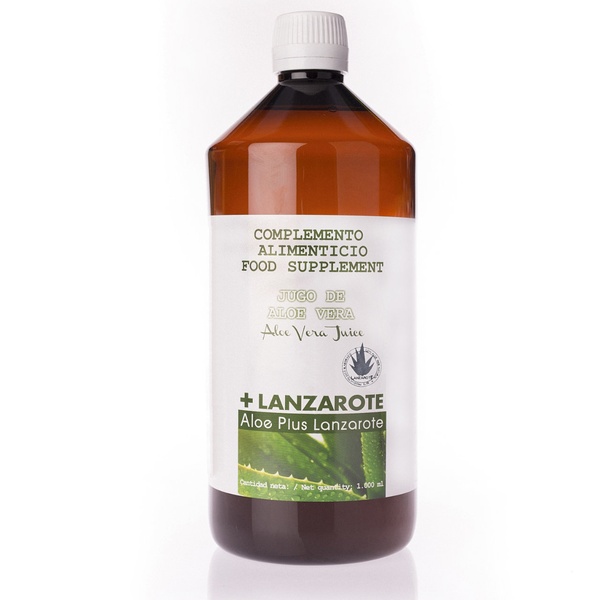 COMPLEMENTO
ALIMENTICIO
FOOD SUPPLEMENT
JUGO DE
ALOE VERA
Aloe Vera Juice
LANZAROTE
+ LANZAROTE
Aloe Plus Lanzarote
Cantidad neta: / Net quantity: 1.000 ml